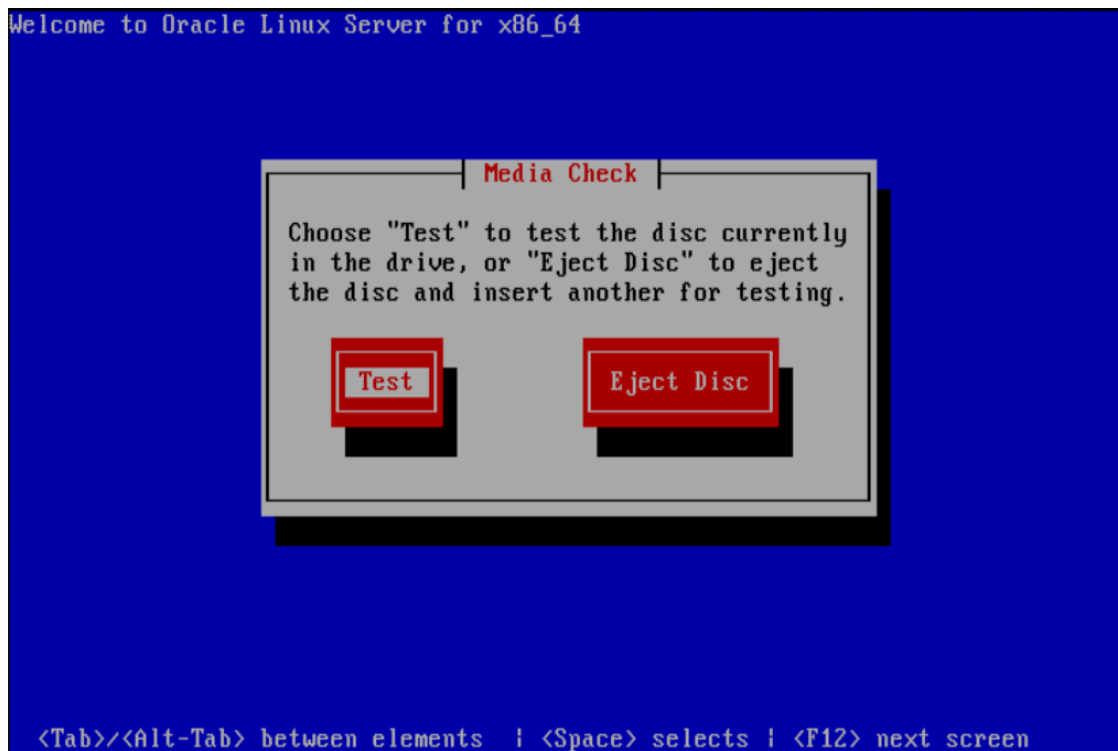 Welcome to Oracle Linux Server for x86_64
Media Check
Choose "Test" to test the disc currently
in the drive, or "Eject Disc" to eject
the disc and insert another for testing.
Test Eject Disc
<Tab>/<Alt-Tab> between elements | <Space> selects | <F12> next screen